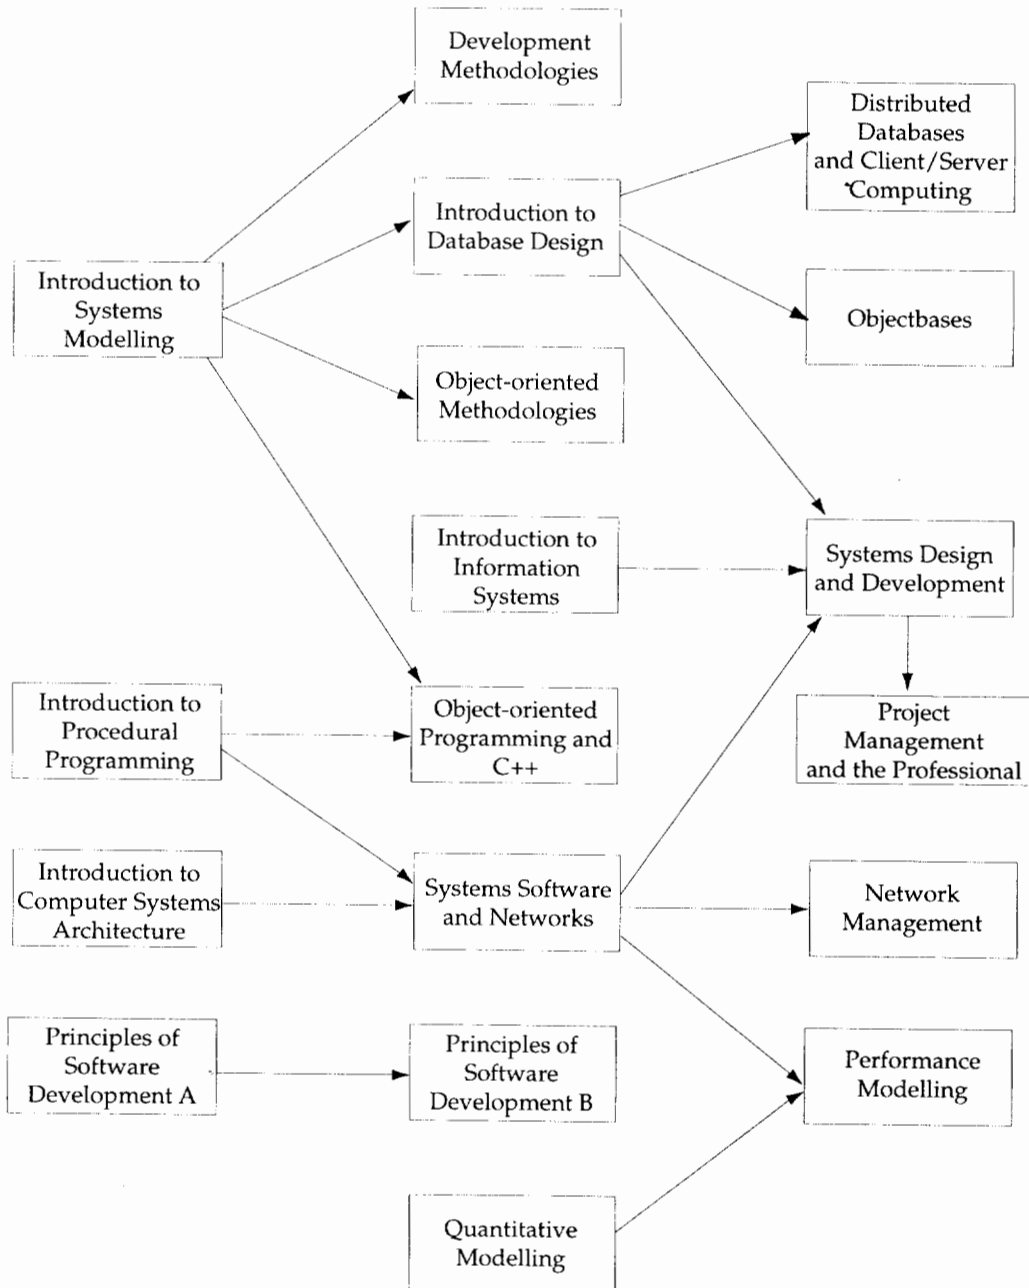 Development
Methodologies
Distributed
Databases
and Client/Server
Computing
Introduction to
Database Design
Introduction to
Systems
Modelling
Objectbases
Object-oriented
Methodologies
Introduction to
Information
Systems
Systems Design
and Development
Introduction to
Procedural
Programming
Object-oriented
Programming and
C++
Project
Management
and the Professional
Introduction to
Computer Systems
Architecture
Systems Software
and Networks
Network
Management
Principles of
Software
Development A
Principles of
Software
Development B
Performance
Modelling
Quantitative
Modelling